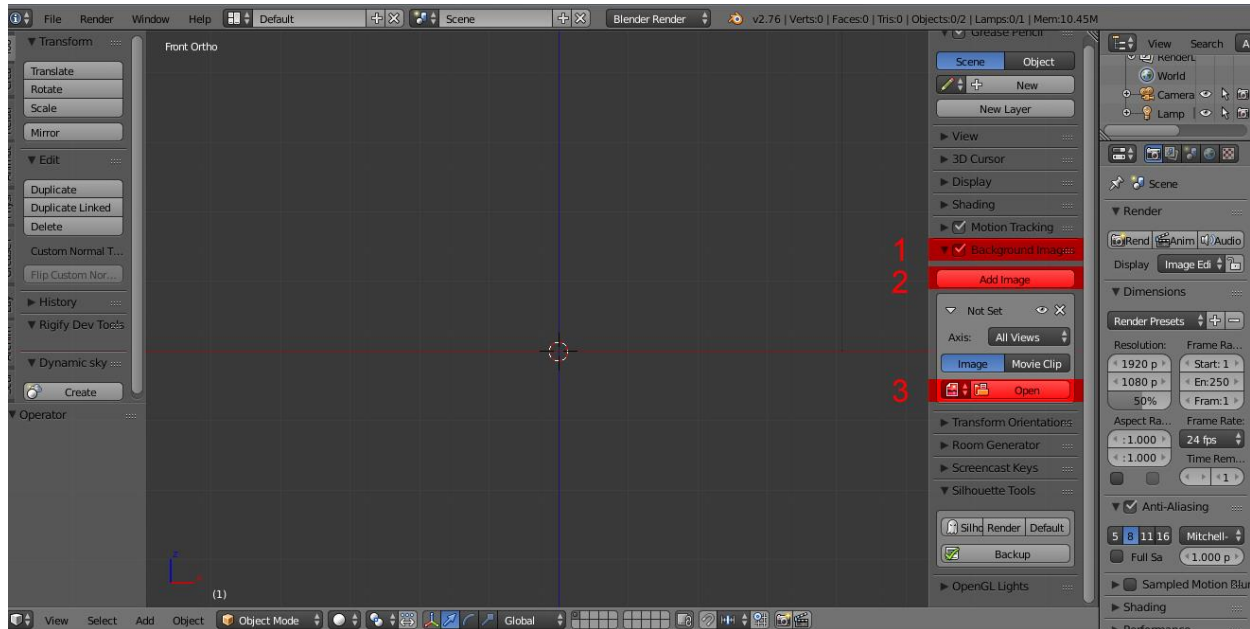 File Render Window Help Default Scene Blender Render v2.76 | Verts:0 | Faces:0 | Tris:0 | Objects:0/2 | Lamps:0/1 | Mem:10.45M
Transform
Translate
Rotate
Scale
Mirror
Edit
Duplicate
Duplicate Linked
Delete
Custom Normal T...
Flip Custom Nor...
History
Rigify Dev Tools
Dynamic sky
Create
Operator
Front Ortho
z
x
(1)
Grease Pencil
Scene Object
New
New Layer
View
3D Cursor
Display
Shading
Motion Tracking
1 Background Images
2 Add Image
Not Set
Axis: All Views
Image Movie Clip
3 Open
Transform Orientations
Room Generator
Screencast Keys
Silhouette Tools
Silho Render Default
Backup
OpenGL Lights
View Search A
RenderL
World
Camera
Lamp
Scene
Render
Rend Anim Audio
Display Image Edi
Dimensions
Render Presets
Resolution: Frame Ra...
1920 p Start: 1
1080 p En:250
50% Fram:1
Aspect Ra... Frame Rate:
:1.000 24 fps
:1.000 Time Rem...
1
Anti-Aliasing
5 8 11 16 Mitchell-
Full Sa 1.000 p
Sampled Motion Blur
Shading
Performance
View Select Add Object Object Mode Global